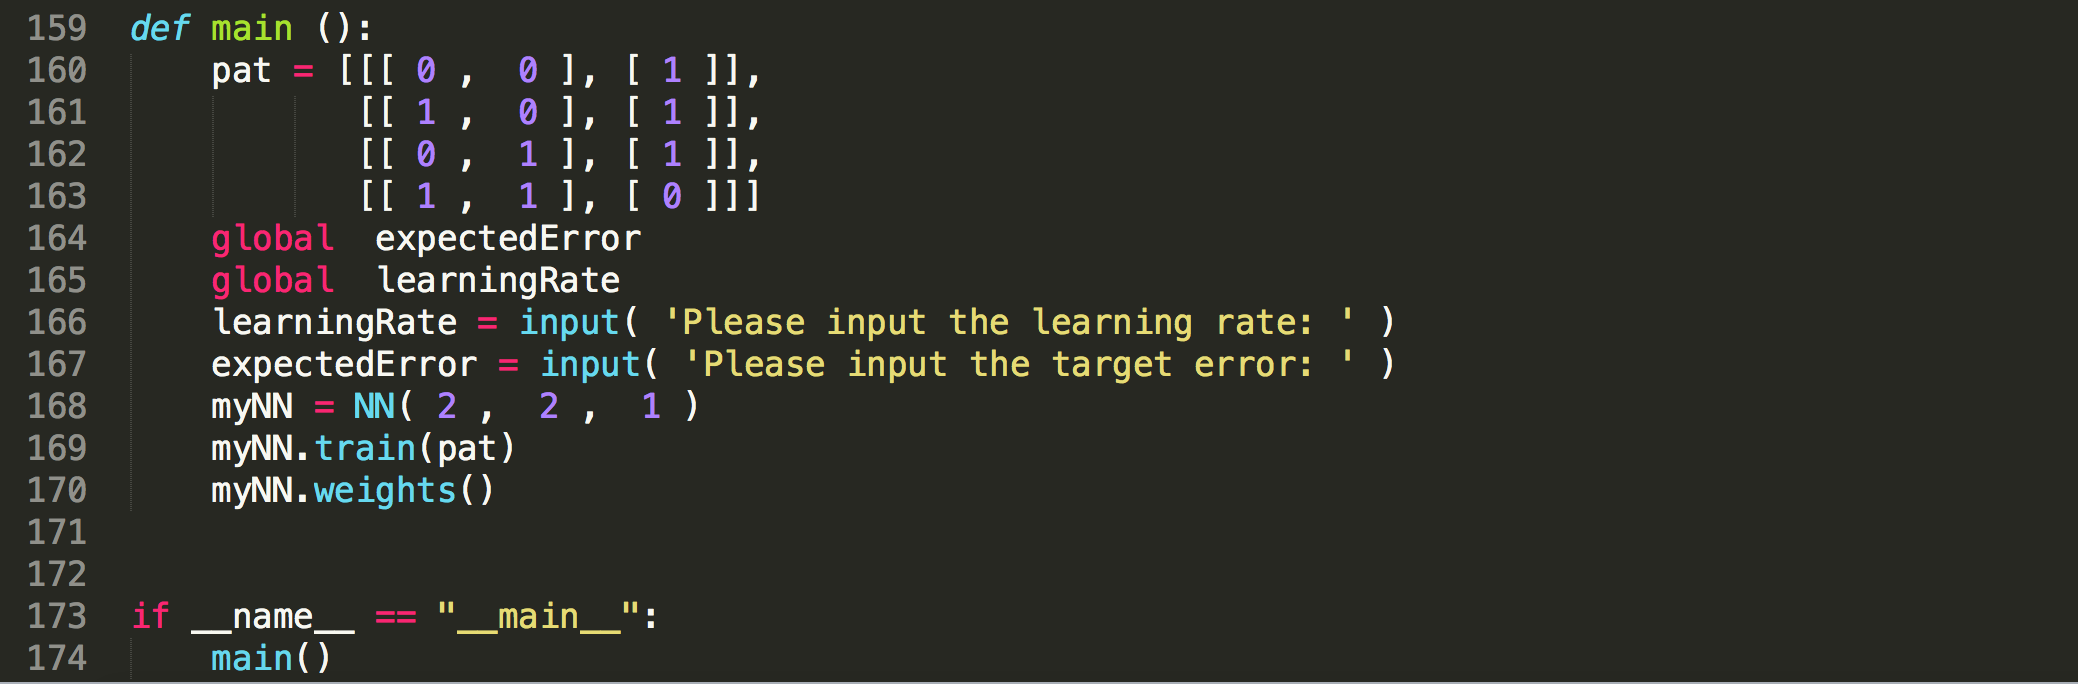 159 def main ():
160 pat = [[[ 0 , 0 ], [ 1 ]],
161 [[ 1 , 0 ], [ 1 ]],
162 [[ 0 , 1 ], [ 1 ]],
163 [[ 1 , 1 ], [ 0 ]]]
164 global expectedError
165 global learningRate
166 learningRate = input( 'Please input the learning rate: ' )
167 expectedError = input( 'Please input the target error: ' )
168 myNN = NN( 2 , 2 , 1 )
169 myNN.train(pat)
170 myNN.weights()
171
172
173 if __name__ == "__main__":
174 main()